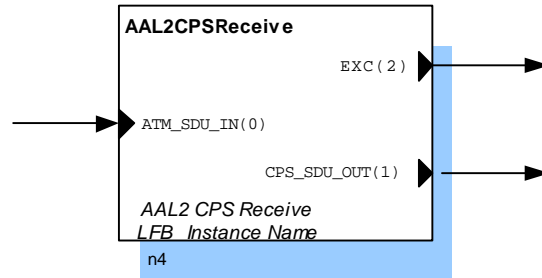 AAL2CPSReceive
EXC(2)
ATM_SDU_IN(0)
CPS_SDU_OUT(1)
AAL2 CPS Receive
LFB Instance Name
n4